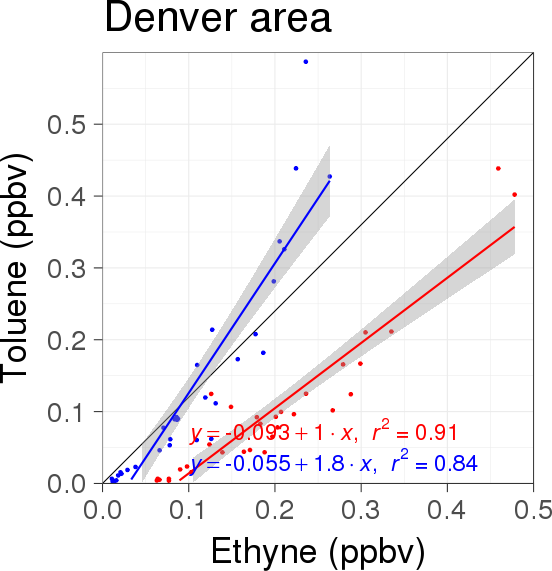 Denver area
Toluene (ppbv)
0.5
0.4
0.3
0.2
0.1
0.0
y = -0.093 + 1 · x, r² = 0.91
y = -0.055 + 1.8 · x, r² = 0.84
0.0 0.1 0.2 0.3 0.4 0.5
Ethyne (ppbv)